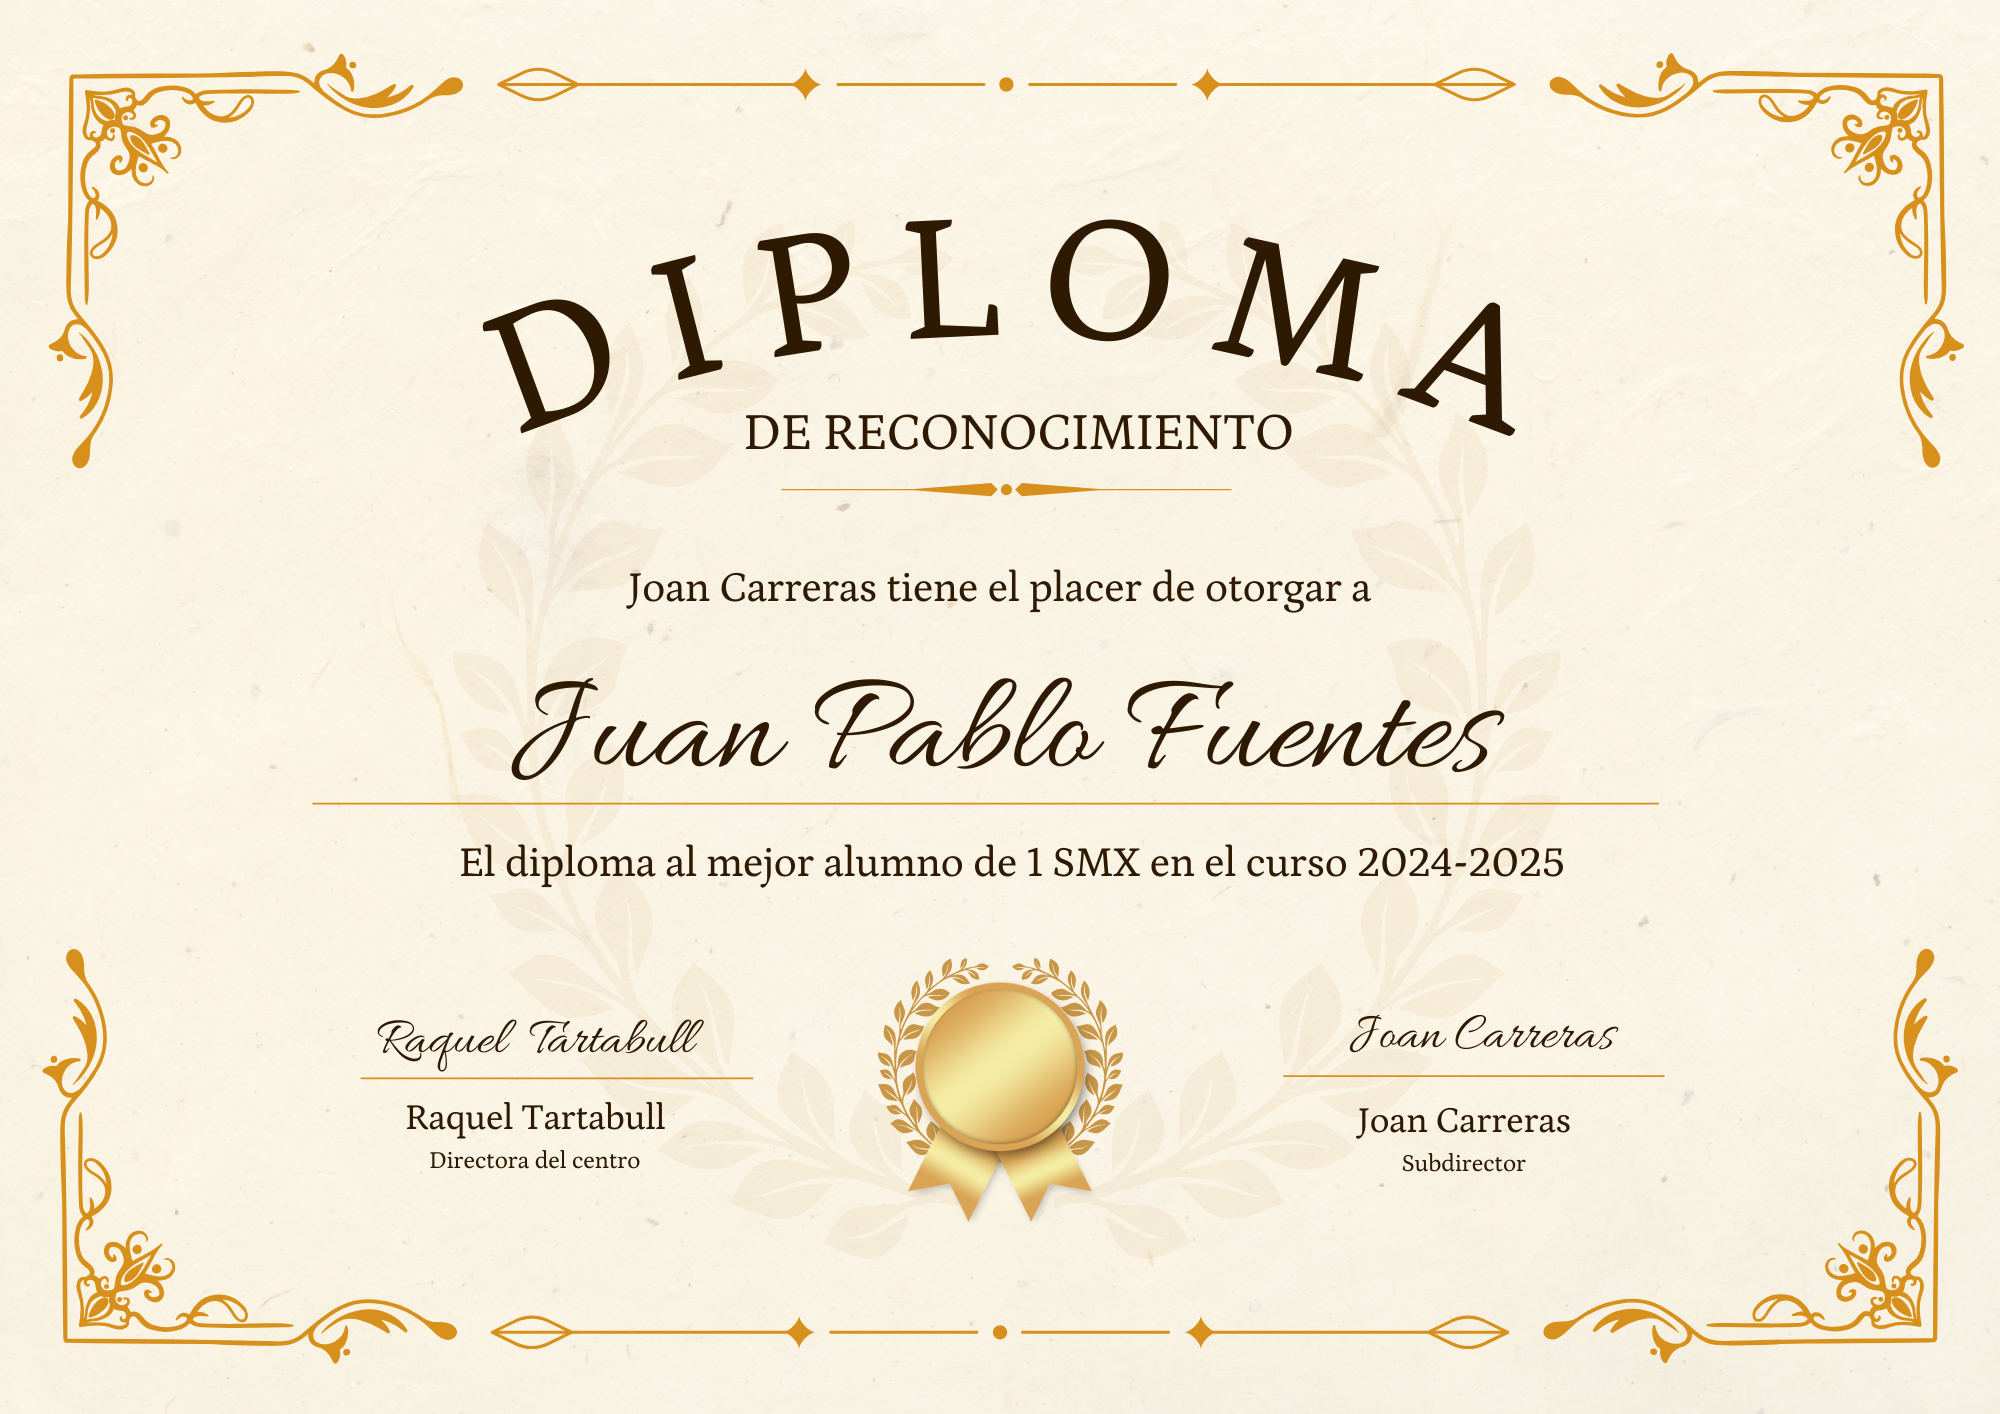 DIPLOMA
DE RECONOCIMIENTO
Joan Carreras tiene el placer de otorgar a
Juan Pablo Fuentes
El diploma al mejor alumno de 1 SMX en el curso 2024-2025
Raquel Tartabull
Raquel Tartabull
Directora del centro
Joan Carreras
Joan Carreras
Subdirector